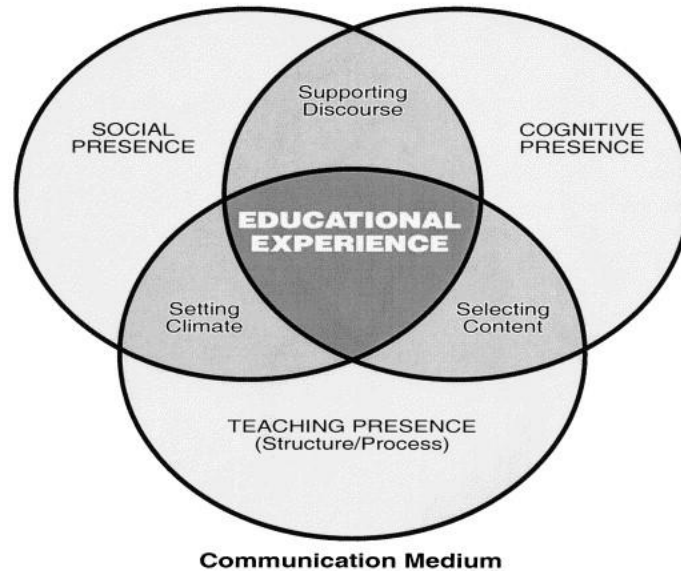 Supporting
Discourse
SOCIAL
PRESENCE
COGNITIVE
PRESENCE
EDUCATIONAL
EXPERIENCE
Setting
Climate
Selecting
Content
TEACHING PRESENCE
(Structure/Process)
Communication Medium